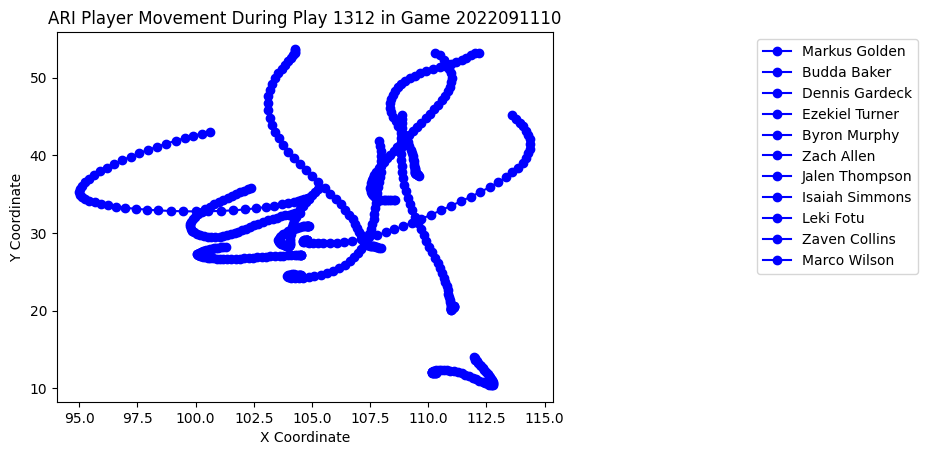 ARI Player Movement During Play 1312 in Game 2022091110
50
40
30
20
10
Y Coordinate
95.0 97.5 100.0 102.5 105.0 107.5 110.0 112.5 115.0
X Coordinate
Markus Golden
Budda Baker
Dennis Gardeck
Ezekiel Turner
Byron Murphy
Zach Allen
Jalen Thompson
Isaiah Simmons
Leki Fotu
Zaven Collins
Marco Wilson